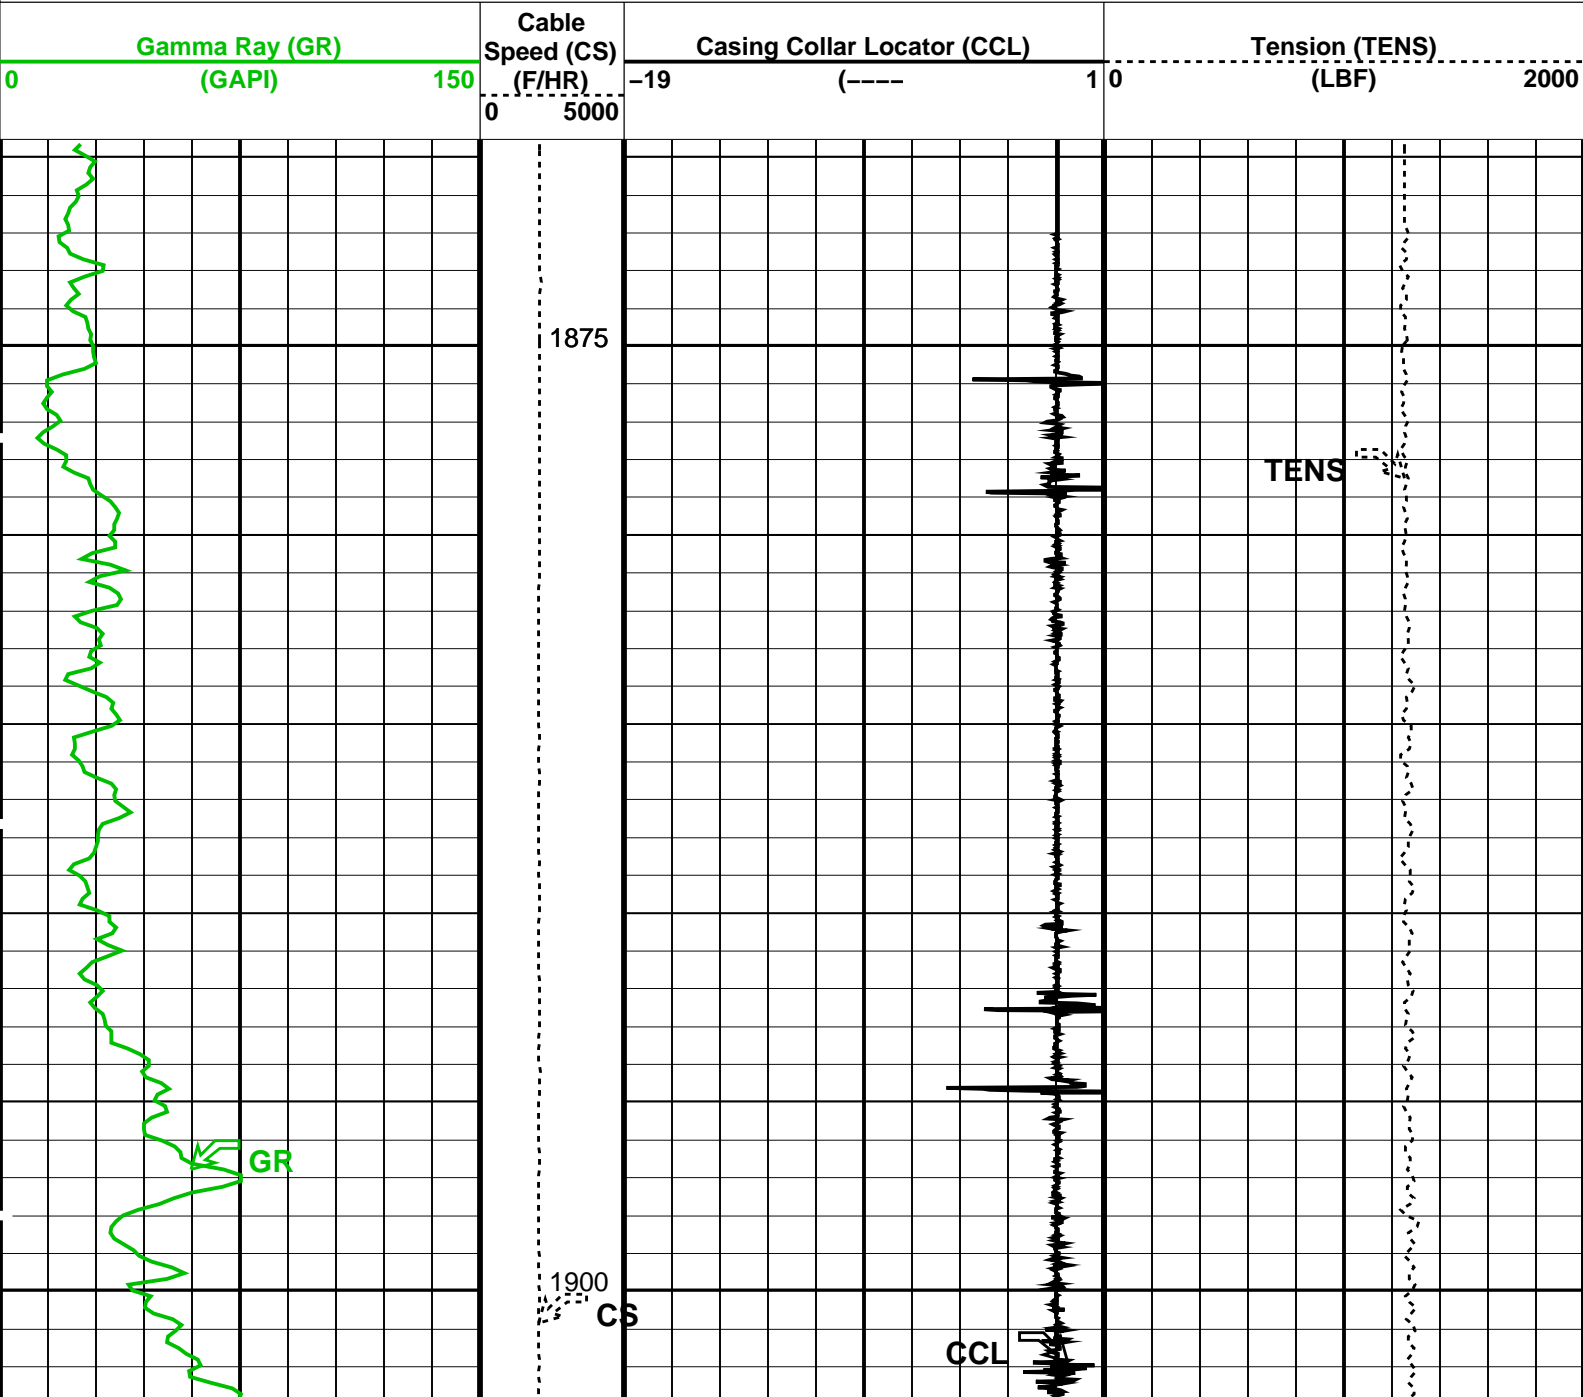 Gamma Ray (GR)
0 (GAPI) 150
Cable
Speed (CS)
(F/HR)
0 5000
Casing Collar Locator (CCL)
−19 (−−−− 1
Tension (TENS)
0 (LBF) 2000
1875
TENS
GR
1900
CS
CCL